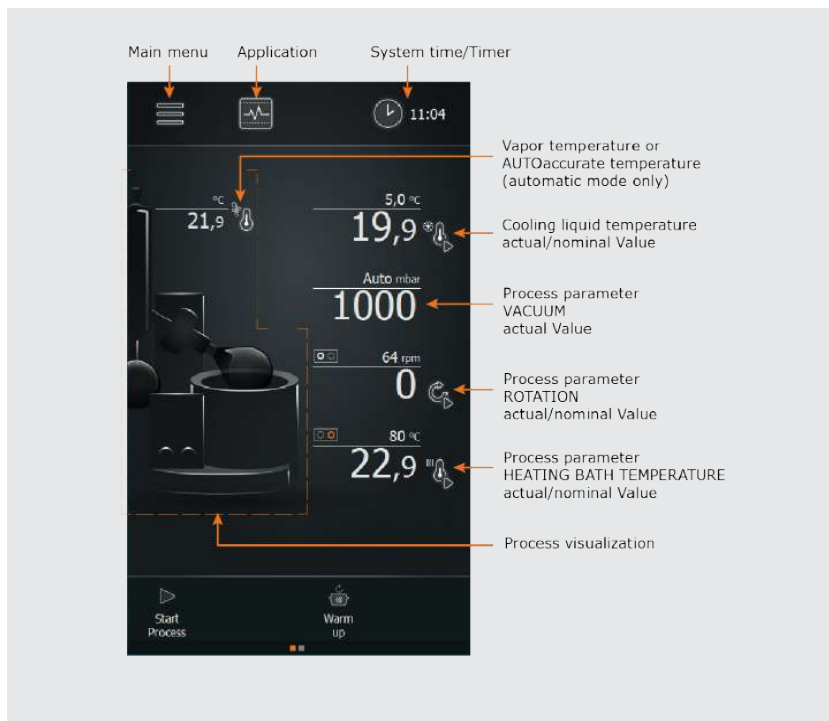 Main menu
Application
System time/Timer
11:04
Vapor temperature or
AUTOaccurate temperature
(automatic mode only)
°C
21,9
5,0 °C
19,9
Cooling liquid temperature
actual/nominal Value
Auto mbar
1000
Process parameter
VACUUM
actual Value
64 rpm
0
Process parameter
ROTATION
actual/nominal Value
80 °C
22,9
Process parameter
HEATING BATH TEMPERATURE
actual/nominal Value
Process visualization
Start
Process
Warm
up